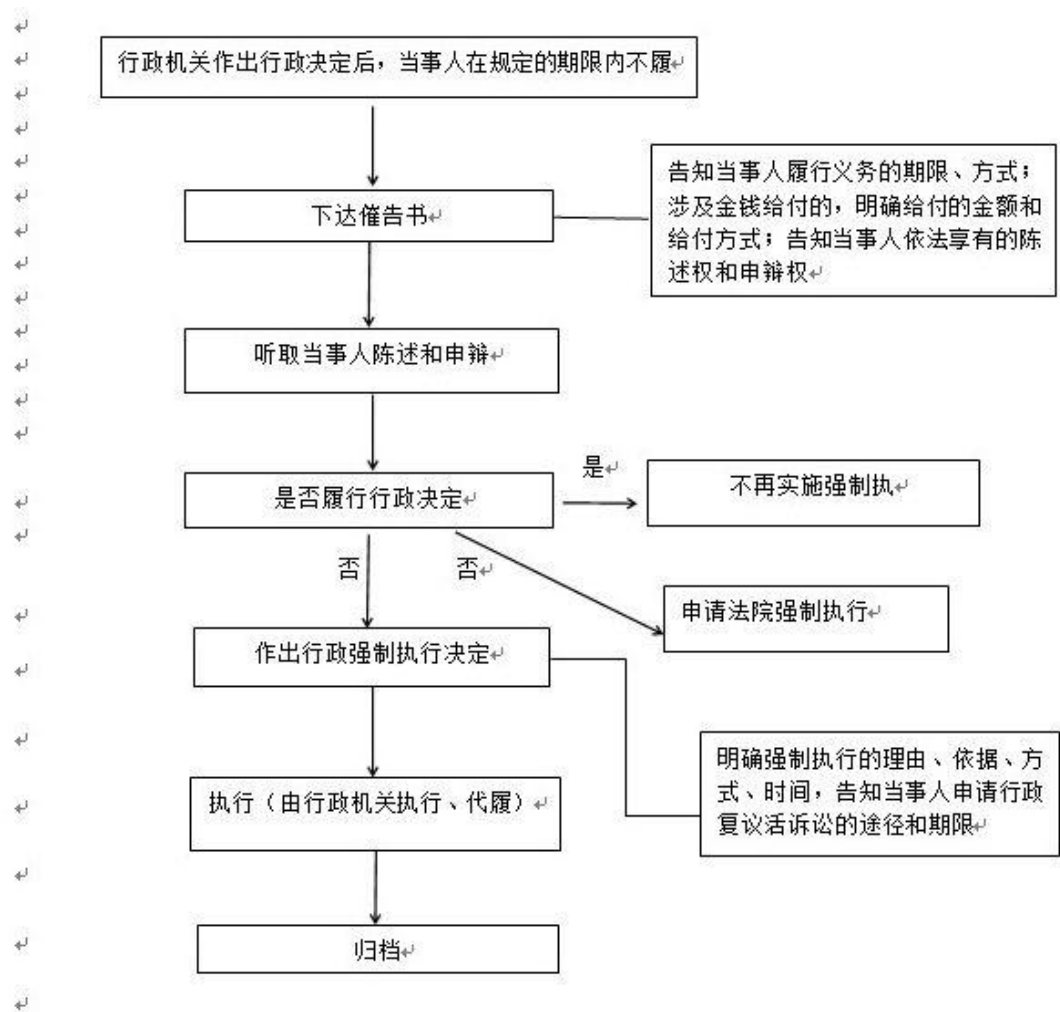 行政机关作出行政决定后，当事人在规定的期限内不履
告知当事人履行义务的期限、方式；
涉及金钱给付的，明确给付的金额和
给付方式；告知当事人依法享有的陈
述权和申辩权
下达催告书
听取当事人陈述和申辩
是否履行行政决定
是
不再实施强制执
否
否
申请法院强制执行
作出行政强制执行决定
明确强制执行的理由、依据、方
式、时间，告知当事人申请行政
复议活诉讼的途径和期限
执行（由行政机关执行、代履）
归档